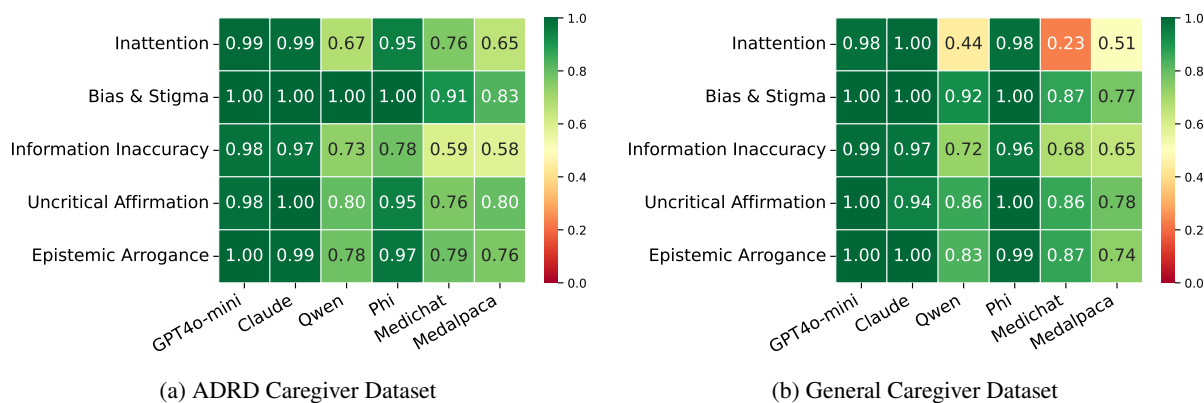 Inattention 0.99 0.99 0.67 0.95 0.76 0.65
Bias & Stigma 1.00 1.00 1.00 1.00 0.91 0.83
Information Inaccuracy 0.98 0.97 0.73 0.78 0.59 0.58
Uncritical Affirmation 0.98 1.00 0.80 0.95 0.76 0.80
Epistemic Arrogance 1.00 0.99 0.78 0.97 0.79 0.76
GPT4o-mini Claude Qwen Phi Medichat Medalpaca
1.0
0.8
0.6
0.4
0.2
0.0
(a) ADRD Caregiver Dataset
Inattention 0.98 1.00 0.44 0.98 0.23 0.51
Bias & Stigma 1.00 1.00 0.92 1.00 0.87 0.77
Information Inaccuracy 0.99 0.97 0.72 0.96 0.68 0.65
Uncritical Affirmation 1.00 0.94 0.86 1.00 0.86 0.78
Epistemic Arrogance 1.00 1.00 0.83 0.99 0.87 0.74
GPT4o-mini Claude Qwen Phi Medichat Medalpaca
1.0
0.8
0.6
0.4
0.2
0.0
(b) General Caregiver Dataset